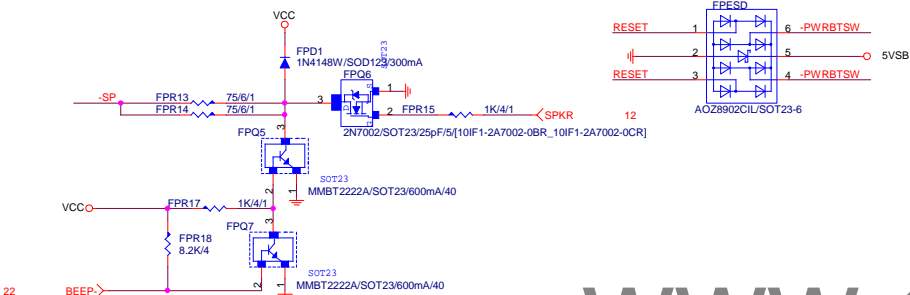 VCC
FPD1
1N4148W/SOD123/300mA
SOT23
FPQ6
-SP
FPR13 75/6/1
FPR14 75/6/1
3
1
2
FPR15 1K/4/1
SPKR 12
2N7002/SOT23/25pF/5/[10IF1-2A7002-0BR_10IF1-2A7002-0CR]
D
S
G
FPQ5
3
2
1
SOT23
MMBT2222A/SOT23/600mA/40
VCC
FPR17 1K/4/1
FPR18
8.2K/4
FPQ7
3
2
1
SOT23
MMBT2222A/SOT23/600mA/40
22 BEEP-
FPESD
RESET 1 6 -PWRBTSW
2 5 5VSB
RESET 3 4 -PWRBTSW
AOZ8902CIL/SOT23-6